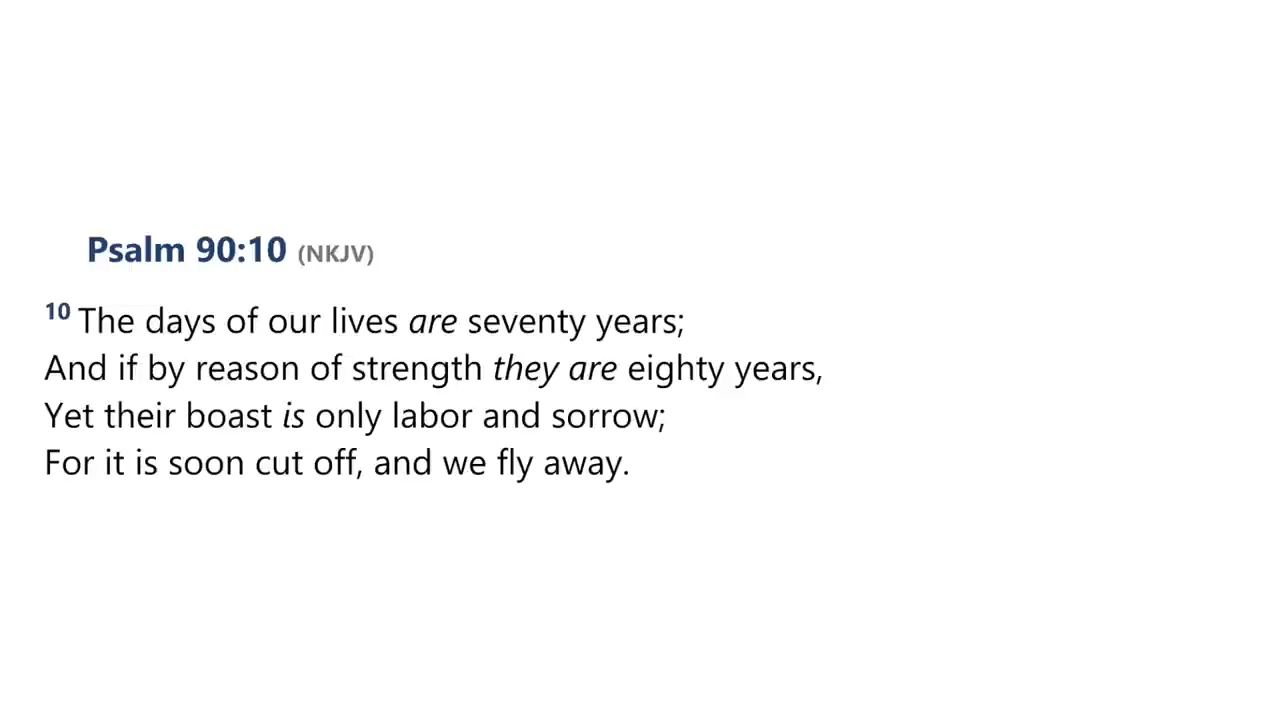 Psalm 90:10 (NKJV)
10 The days of our lives are seventy years;
And if by reason of strength they are eighty years,
Yet their boast is only labor and sorrow;
For it is soon cut off, and we fly away.